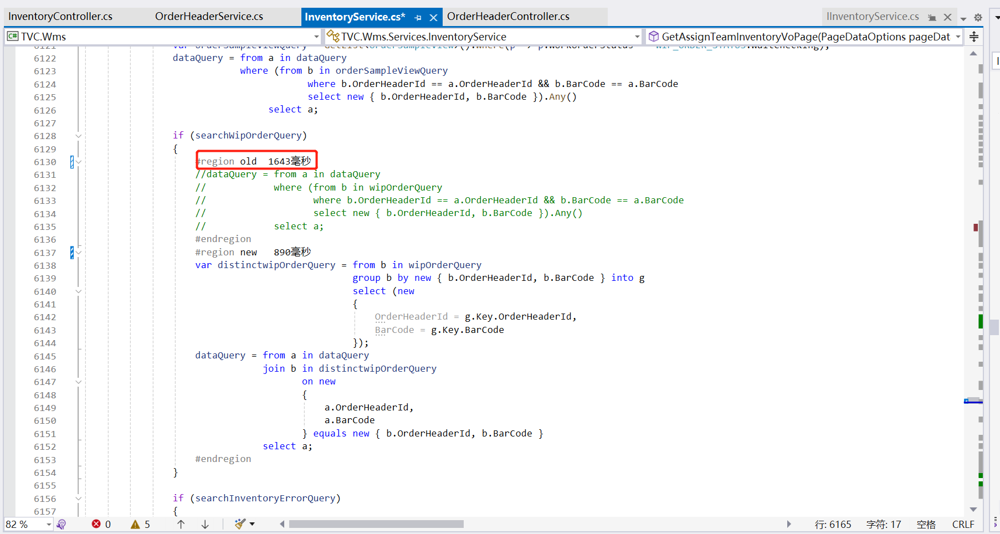 InventoryController.cs OrderHeaderService.cs InventoryService.cs* OrderHeaderController.cs IInventoryService.cs
TVC.Wms TVC.Wms.Services.InventoryService GetAssignTeamInventoryVoPage(PageDataOptions pageDat
6122 dataQuery = from a in dataQuery
6123 where (from b in orderSampleViewQuery
6124 where b.OrderHeaderId == a.OrderHeaderId && b.BarCode == a.BarCode
6125 select new { b.OrderHeaderId, b.BarCode }).Any()
6126 select a;
6127
6128 if (searchWipOrderQuery)
6129 {
6130 #region old 1643毫秒
6131 //dataQuery = from a in dataQuery
6132 // where (from b in wipOrderQuery
6133 // where b.OrderHeaderId == a.OrderHeaderId && b.BarCode == a.BarCode
6134 // select new { b.OrderHeaderId, b.BarCode }).Any()
6135 // select a;
6136 #endregion
6137 #region new 890毫秒
6138 var distinctwipOrderQuery = from b in wipOrderQuery
6139 group b by new { b.OrderHeaderId, b.BarCode } into g
6140 select (new
6141 {
6142 OrderHeaderId = g.Key.OrderHeaderId,
6143 BarCode = g.Key.BarCode
6144 });
6145 dataQuery = from a in dataQuery
6146 join b in distinctwipOrderQuery
6147 on new
6148 {
6149 a.OrderHeaderId,
6150 a.BarCode
6151 } equals new { b.OrderHeaderId, b.BarCode }
6152 select a;
6153 #endregion
6154 }
6155
6156 if (searchInventoryErrorQuery)
6157 {
82 % 0 5 行: 6165 字符: 17 空格 CRLF